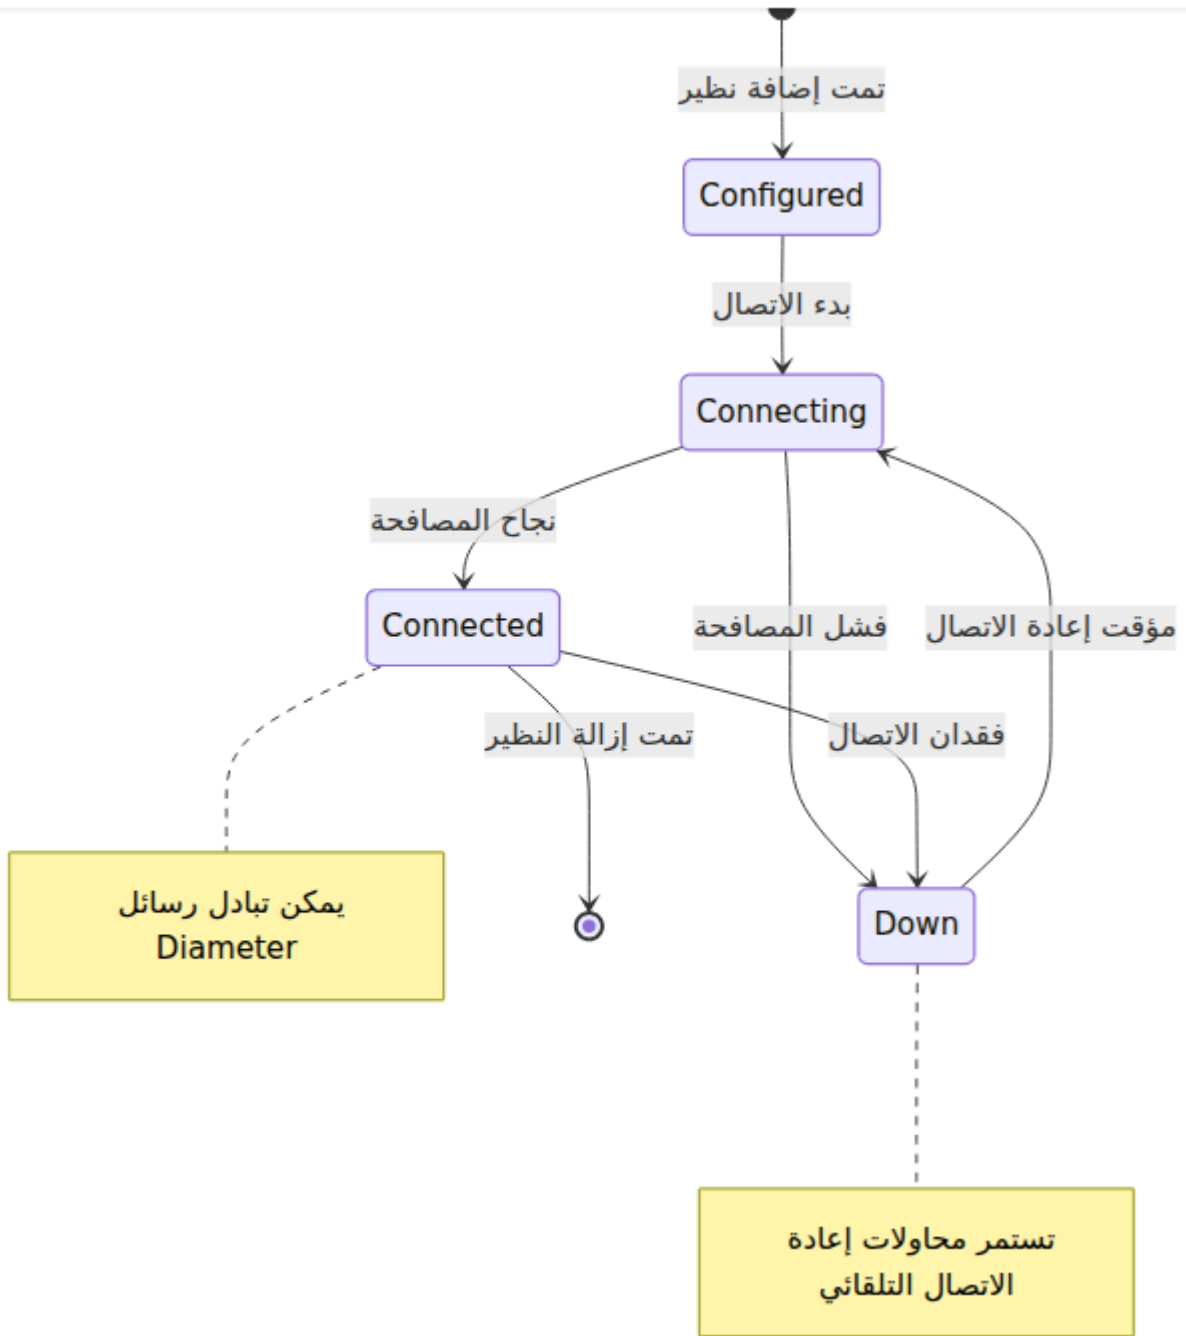 تمت إضافة نظير
Configured
بدء الاتصال
Connecting
نجاح المصافحة
Connected
فشل المصافحة
مؤقت إعادة الاتصال
تمت إزالة النظير
فقدان الاتصال
يمكن تبادل رسائل
Diameter
Down
تستمر محاولات إعادة
الاتصال التلقائي